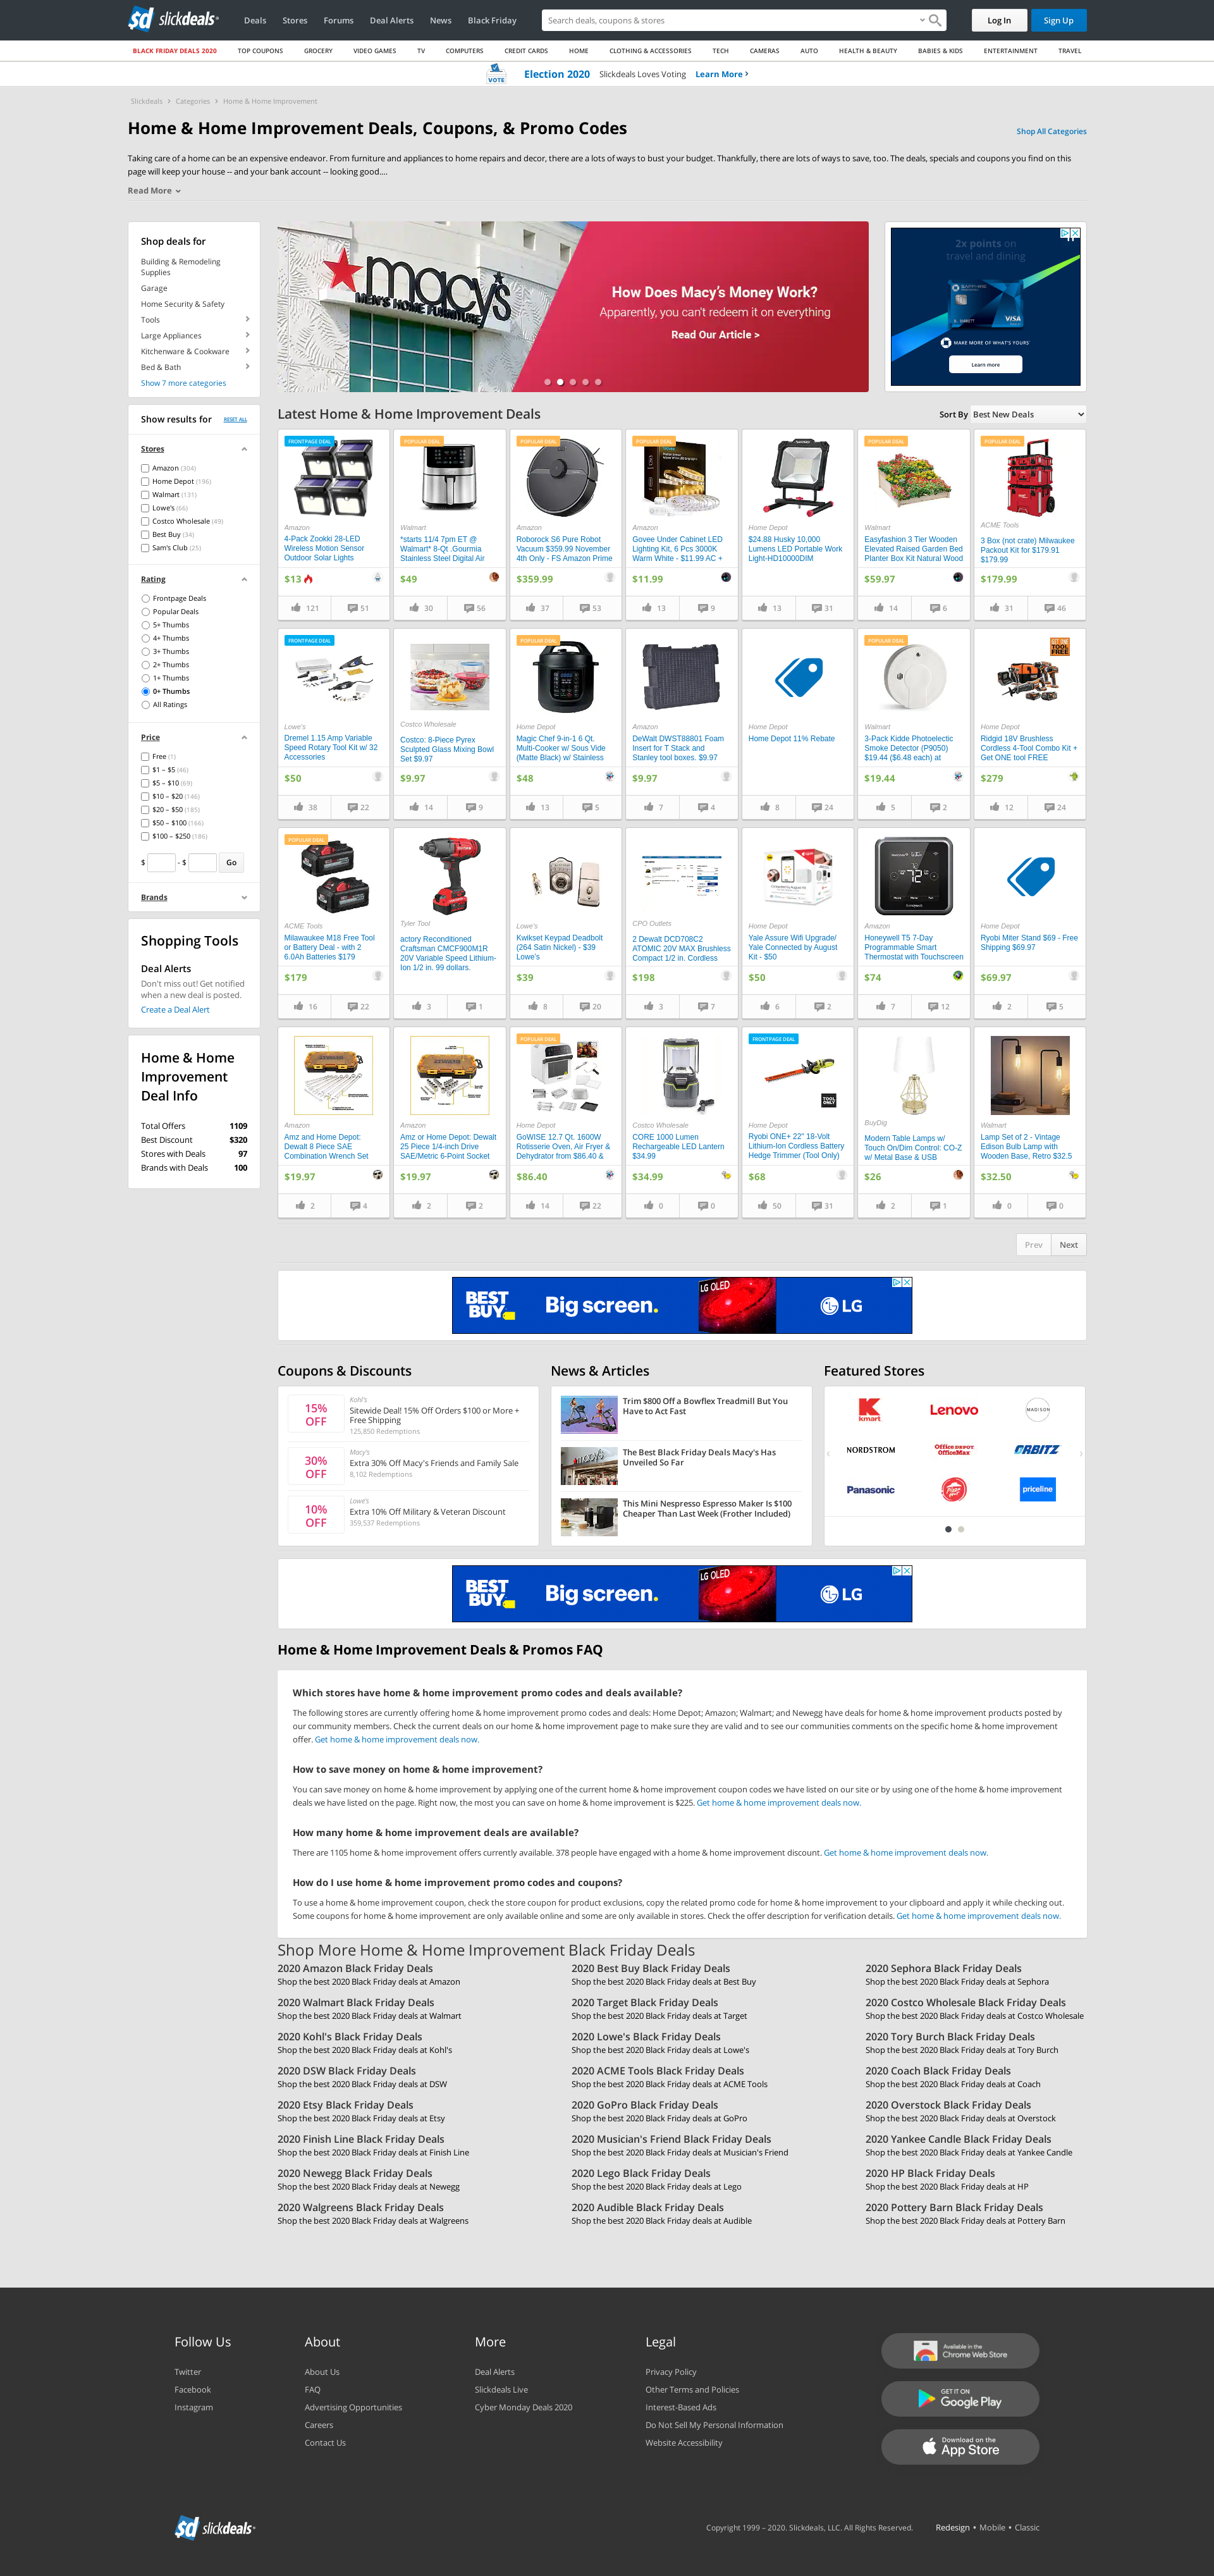 slickdeals
Deals
Stores
Forums
Deal Alerts
News
Black Friday
Search deals, coupons & stores
Log In
Sign Up
BLACK FRIDAY DEALS 2020
TOP COUPONS
GROCERY
VIDEO GAMES
TV
COMPUTERS
CREDIT CARDS
HOME
CLOTHING & ACCESSORIES
TECH
CAMERAS
AUTO
HEALTH & BEAUTY
BABIES & KIDS
ENTERTAINMENT
TRAVEL
VOTE
Election 2020 Slickdeals Loves Voting Learn More
Slickdeals > Categories > Home & Home Improvement
Home & Home Improvement Deals, Coupons, & Promo Codes
Shop All Categories
Taking care of a home can be an expensive endeavor. From furniture and appliances to home repairs and decor, there are a lots of ways to bust your budget. Thankfully, there are lots of ways to save, too. The deals, specials and coupons you find on this
page will keep your house -- and your bank account -- looking good....
Read More
Shop deals for
Building & Remodeling
Supplies
Garage
Home Security & Safety
Tools
Large Appliances
Kitchenware & Cookware
Bed & Bath
Show 7 more categories
Show results for
RESET ALL
Stores
Amazon (304)
Home Depot (196)
Walmart (131)
Lowe's (66)
Costco Wholesale (49)
Best Buy (34)
Sam's Club (25)
Rating
Frontpage Deals
Popular Deals
5+ Thumbs
4+ Thumbs
3+ Thumbs
2+ Thumbs
1+ Thumbs
0+ Thumbs
All Ratings
Price
Free (1)
$1 – $5 (46)
$5 – $10 (69)
$10 – $20 (146)
$20 – $50 (185)
$50 – $100 (166)
$100 – $250 (186)
$ - $ Go
Brands
Shopping Tools
Deal Alerts
Don't miss out! Get notified
when a new deal is posted.
Create a Deal Alert
Home & Home
Improvement
Deal Info
Total Offers 1109
Best Discount $320
Stores with Deals 97
Brands with Deals 100
macy's
MEN'S HOME FURNITURE
How Does Macy's Money Work?
Apparently, you can't redeem it on everything
Read Our Article >
2x points on
travel and dining
SAPPHIRE
VISA
MAKE MORE OF WHAT'S YOURS
Learn more
Latest Home & Home Improvement Deals
Sort By Best New Deals
FRONTPAGE DEAL
Amazon
4-Pack Zookki 28-LED
Wireless Motion Sensor
Outdoor Solar Lights
$13
121 51
POPULAR DEAL
Walmart
*starts 11/4 7pm ET @
Walmart* 8-Qt .Gourmia
Stainless Steel Digital Air
$49
30 56
POPULAR DEAL
Amazon
Roborock S6 Pure Robot
Vacuum $359.99 November
4th Only - FS Amazon Prime
$359.99
37 53
POPULAR DEAL
Amazon
Govee Under Cabinet LED
Lighting Kit, 6 Pcs 3000K
Warm White - $11.99 AC +
$11.99
13 9
Home Depot
$24.88 Husky 10,000
Lumens LED Portable Work
Light-HD10000DIM
13 31
POPULAR DEAL
Walmart
Easyfashion 3 Tier Wooden
Elevated Raised Garden Bed
Planter Box Kit Natural Wood
$59.97
14 6
POPULAR DEAL
ACME Tools
3 Box (not crate) Milwaukee
Packout Kit for $179.91
$179.99
$179.99
31 46
FRONTPAGE DEAL
Lowe's
Dremel 1.15 Amp Variable
Speed Rotary Tool Kit w/ 32
Accessories
$50
38 22
Costco Wholesale
Costco: 8-Piece Pyrex
Sculpted Glass Mixing Bowl
Set $9.97
$9.97
14 9
POPULAR DEAL
Home Depot
Magic Chef 9-in-1 6 Qt.
Multi-Cooker w/ Sous Vide
(Matte Black) w/ Stainless
$48
13 5
Amazon
DeWalt DWST88801 Foam
Insert for T Stack and
Stanley tool boxes. $9.97
$9.97
7 4
Home Depot
Home Depot 11% Rebate
8 24
POPULAR DEAL
Walmart
3-Pack Kidde Photoelectic
Smoke Detector (P9050)
$19.44 ($6.48 each) at
$19.44
5 2
GET ONE
TOOL
FREE
Home Depot
Ridgid 18V Brushless
Cordless 4-Tool Combo Kit +
Get ONE tool FREE
$279
12 24
POPULAR DEAL
ACME Tools
Milawaukee M18 Free Tool
or Battery Deal - with 2
6.0Ah Batteries $179
$179
16 22
Tyler Tool
actory Reconditioned
Craftsman CMCF900M1R
20V Variable Speed Lithium-
Ion 1/2 in. 99 dollars.
3 1
Lowe's
Kwikset Keypad Deadbolt
(264 Satin Nickel) - $39
Lowe's
$39
8 20
CPO Outlets
2 Dewalt DCD708C2
ATOMIC 20V MAX Brushless
Compact 1/2 in. Cordless
$198
3 7
Home Depot
Yale Assure Wifi Upgrade/
Yale Connected by August
Kit - $50
$50
6 2
72
Amazon
Honeywell T5 7-Day
Programmable Smart
Thermostat with Touchscreen
$74
7 12
Home Depot
Ryobi Miter Stand $69 - Free
Shipping $69.97
$69.97
2 5
Amazon
Amz and Home Depot:
Dewalt 8 Piece SAE
Combination Wrench Set
$19.97
2 4
Amazon
Amz or Home Depot: Dewalt
25 Piece 1/4-inch Drive
SAE/Metric 6-Point Socket
$19.97
2 2
POPULAR DEAL
Home Depot
GoWISE 12.7 Qt. 1600W
Rotisserie Oven, Air Fryer &
Dehydrator from $86.40 &
$86.40
14 22
Costco Wholesale
CORE 1000 Lumen
Rechargeable LED Lantern
$34.99
$34.99
0 0
FRONTPAGE DEAL
TOOL
ONLY
Home Depot
Ryobi ONE+ 22" 18-Volt
Lithium-Ion Cordless Battery
Hedge Trimmer (Tool Only)
$68
50 31
BuyDig
Modern Table Lamps w/
Touch On/Dim Control: CO-Z
w/ Metal Base & USB
$26
2 1
Walmart
Lamp Set of 2 - Vintage
Edison Bulb Lamp with
Wooden Base, Retro $32.5
$32.50
0 0
Prev Next
BEST BUY Big screen. LG OLED LG
Coupons & Discounts
15% OFF
Kohl's
Sitewide Deal! 15% Off Orders $100 or More +
Free Shipping
125,850 Redemptions
30% OFF
Macy's
Extra 30% Off Macy's Friends and Family Sale
8,102 Redemptions
10% OFF
Lowe's
Extra 10% Off Military & Veteran Discount
359,537 Redemptions
News & Articles
Trim $800 Off a Bowflex Treadmill But You
Have to Act Fast
The Best Black Friday Deals Macy's Has
Unveiled So Far
This Mini Nespresso Espresso Maker Is $100
Cheaper Than Last Week (Frother Included)
Featured Stores
kmart
Lenovo
MADISON
NORDSTROM
Office DEPOT
OfficeMax
ORBITZ
Panasonic
Pizza Hut
priceline
BEST BUY Big screen. LG OLED LG
Home & Home Improvement Deals & Promos FAQ
Which stores have home & home improvement promo codes and deals available?
The following stores are currently offering home & home improvement promo codes and deals: Home Depot; Amazon; Walmart; and Newegg have deals for home & home improvement products posted by
our community members. Check the current deals on our home & home improvement page to make sure they are valid and to see our communities comments on the specific home & home improvement
offer. Get home & home improvement deals now.
How to save money on home & home improvement?
You can save money on home & home improvement by applying one of the current home & home improvement coupon codes we have listed on our site or by using one of the home & home improvement
deals we have listed on the page. Right now, the most you can save on home & home improvement is $225. Get home & home improvement deals now.
How many home & home improvement deals are available?
There are 1105 home & home improvement offers currently available. 378 people have engaged with a home & home improvement discount. Get home & home improvement deals now.
How do I use home & home improvement promo codes and coupons?
To use a home & home improvement coupon, check the store coupon for product exclusions, copy the related promo code for home & home improvement to your clipboard and apply it while checking out.
Some coupons for home & home improvement are only available online and some are only available in stores. Check the offer description for verification details. Get home & home improvement deals now.
Shop More Home & Home Improvement Black Friday Deals
2020 Amazon Black Friday Deals
Shop the best 2020 Black Friday deals at Amazon
2020 Best Buy Black Friday Deals
Shop the best 2020 Black Friday deals at Best Buy
2020 Sephora Black Friday Deals
Shop the best 2020 Black Friday deals at Sephora
2020 Walmart Black Friday Deals
Shop the best 2020 Black Friday deals at Walmart
2020 Target Black Friday Deals
Shop the best 2020 Black Friday deals at Target
2020 Costco Wholesale Black Friday Deals
Shop the best 2020 Black Friday deals at Costco Wholesale
2020 Kohl's Black Friday Deals
Shop the best 2020 Black Friday deals at Kohl's
2020 Lowe's Black Friday Deals
Shop the best 2020 Black Friday deals at Lowe's
2020 Tory Burch Black Friday Deals
Shop the best 2020 Black Friday deals at Tory Burch
2020 DSW Black Friday Deals
Shop the best 2020 Black Friday deals at DSW
2020 ACME Tools Black Friday Deals
Shop the best 2020 Black Friday deals at ACME Tools
2020 Coach Black Friday Deals
Shop the best 2020 Black Friday deals at Coach
2020 Etsy Black Friday Deals
Shop the best 2020 Black Friday deals at Etsy
2020 GoPro Black Friday Deals
Shop the best 2020 Black Friday deals at GoPro
2020 Overstock Black Friday Deals
Shop the best 2020 Black Friday deals at Overstock
2020 Finish Line Black Friday Deals
Shop the best 2020 Black Friday deals at Finish Line
2020 Musician's Friend Black Friday Deals
Shop the best 2020 Black Friday deals at Musician's Friend
2020 Yankee Candle Black Friday Deals
Shop the best 2020 Black Friday deals at Yankee Candle
2020 Newegg Black Friday Deals
Shop the best 2020 Black Friday deals at Newegg
2020 Lego Black Friday Deals
Shop the best 2020 Black Friday deals at Lego
2020 HP Black Friday Deals
Shop the best 2020 Black Friday deals at HP
2020 Walgreens Black Friday Deals
Shop the best 2020 Black Friday deals at Walgreens
2020 Audible Black Friday Deals
Shop the best 2020 Black Friday deals at Audible
2020 Pottery Barn Black Friday Deals
Shop the best 2020 Black Friday deals at Pottery Barn
Follow Us
Twitter
Facebook
Instagram
About
About Us
FAQ
Advertising Opportunities
Careers
Contact Us
More
Deal Alerts
Slickdeals Live
Cyber Monday Deals 2020
Legal
Privacy Policy
Other Terms and Policies
Interest-Based Ads
Do Not Sell My Personal Information
Website Accessibility
Available in the
Chrome Web Store
GET IT ON
Google Play
Download on the
App Store
slickdeals
Copyright 1999 – 2020. Slickdeals, LLC. All Rights Reserved.
Redesign • Mobile • Classic